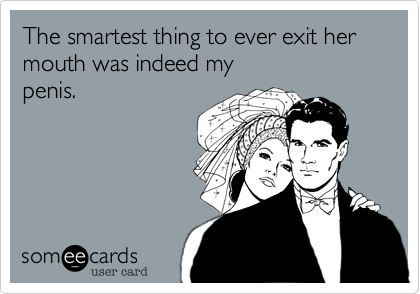 The smartest thing to ever exit her
mouth was indeed my
penis.
someecards
user card